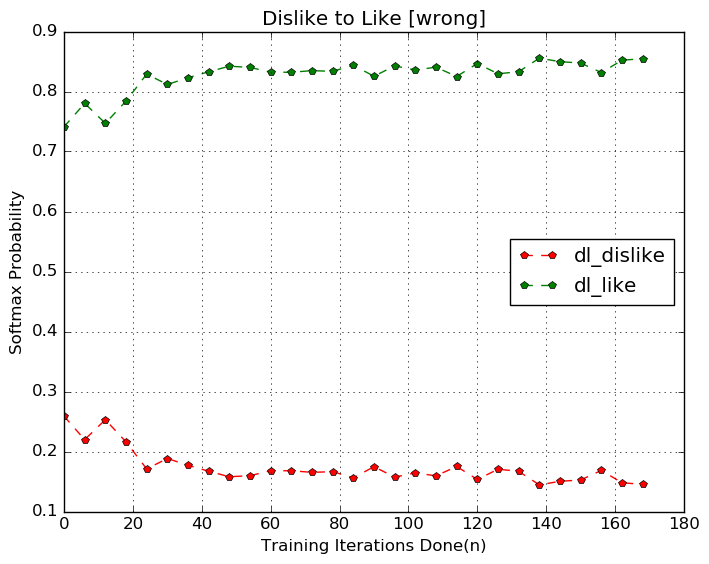 Dislike to Like [wrong]
0.9
0.8
0.7
0.6
0.5
0.4
0.3
0.2
0.1
Softmax Probability
dl_dislike
dl_like
0 20 40 60 80 100 120 140 160 180
Training Iterations Done(n)